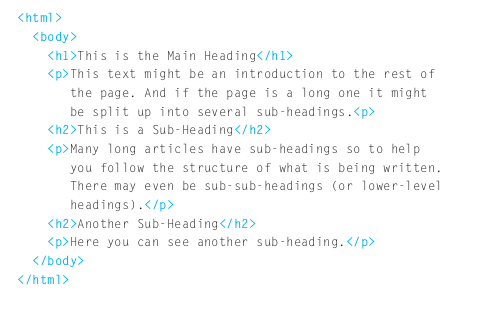 <html>
<body>
<h1>This is the Main Heading</h1>
<p>This text might be an introduction to the rest of
the page. And if the page is a long one it might
be split up into several sub-headings.<p>
<h2>This is a Sub-Heading</h2>
<p>Many long articles have sub-headings so to help
you follow the structure of what is being written.
There may even be sub-sub-headings (or lower-level
headings).</p>
<h2>Another Sub-Heading</h2>
<p>Here you can see another sub-heading.</p>
</body>
</html>